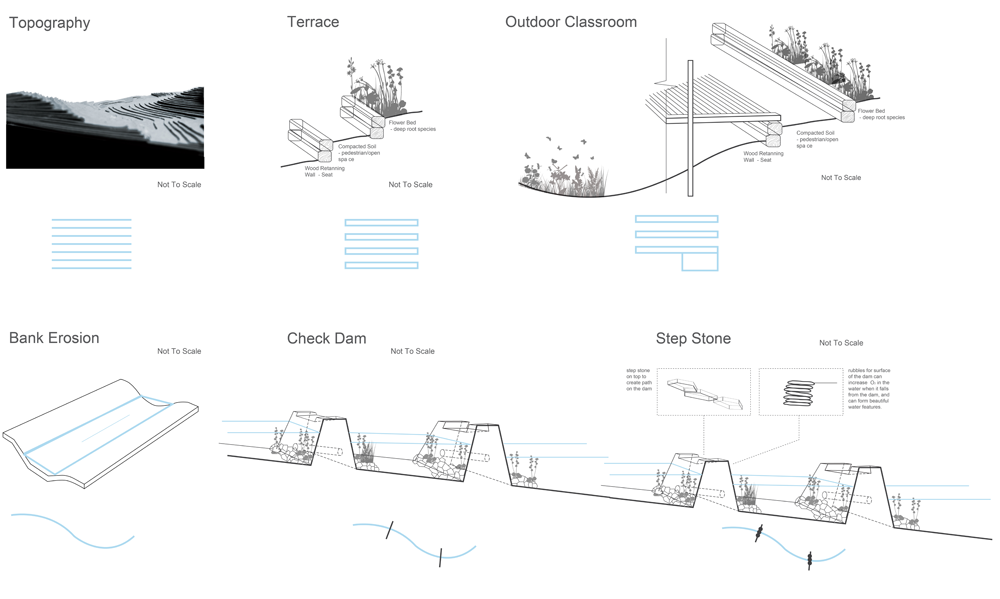 Topography
Terrace
Outdoor Classroom
Flower Bed
- deep root species
Compacted Soil
- pedestrian/open
spa ce
Wood Retanning
Wall - Seat
Flower Bed
- deep root species
Compacted Soil
- pedestrian/open
spa ce
Wood Retanning
Wall - Seat
Not To Scale
Not To Scale
Not To Scale
Bank Erosion
Not To Scale
Check Dam
Not To Scale
Step Stone
Not To Scale
step stone
on top to
create path
on the dam
rubbles for surface
of the dam can
increase O₂ in the
water when it falls
from the dam, and
can form beautiful
water features.